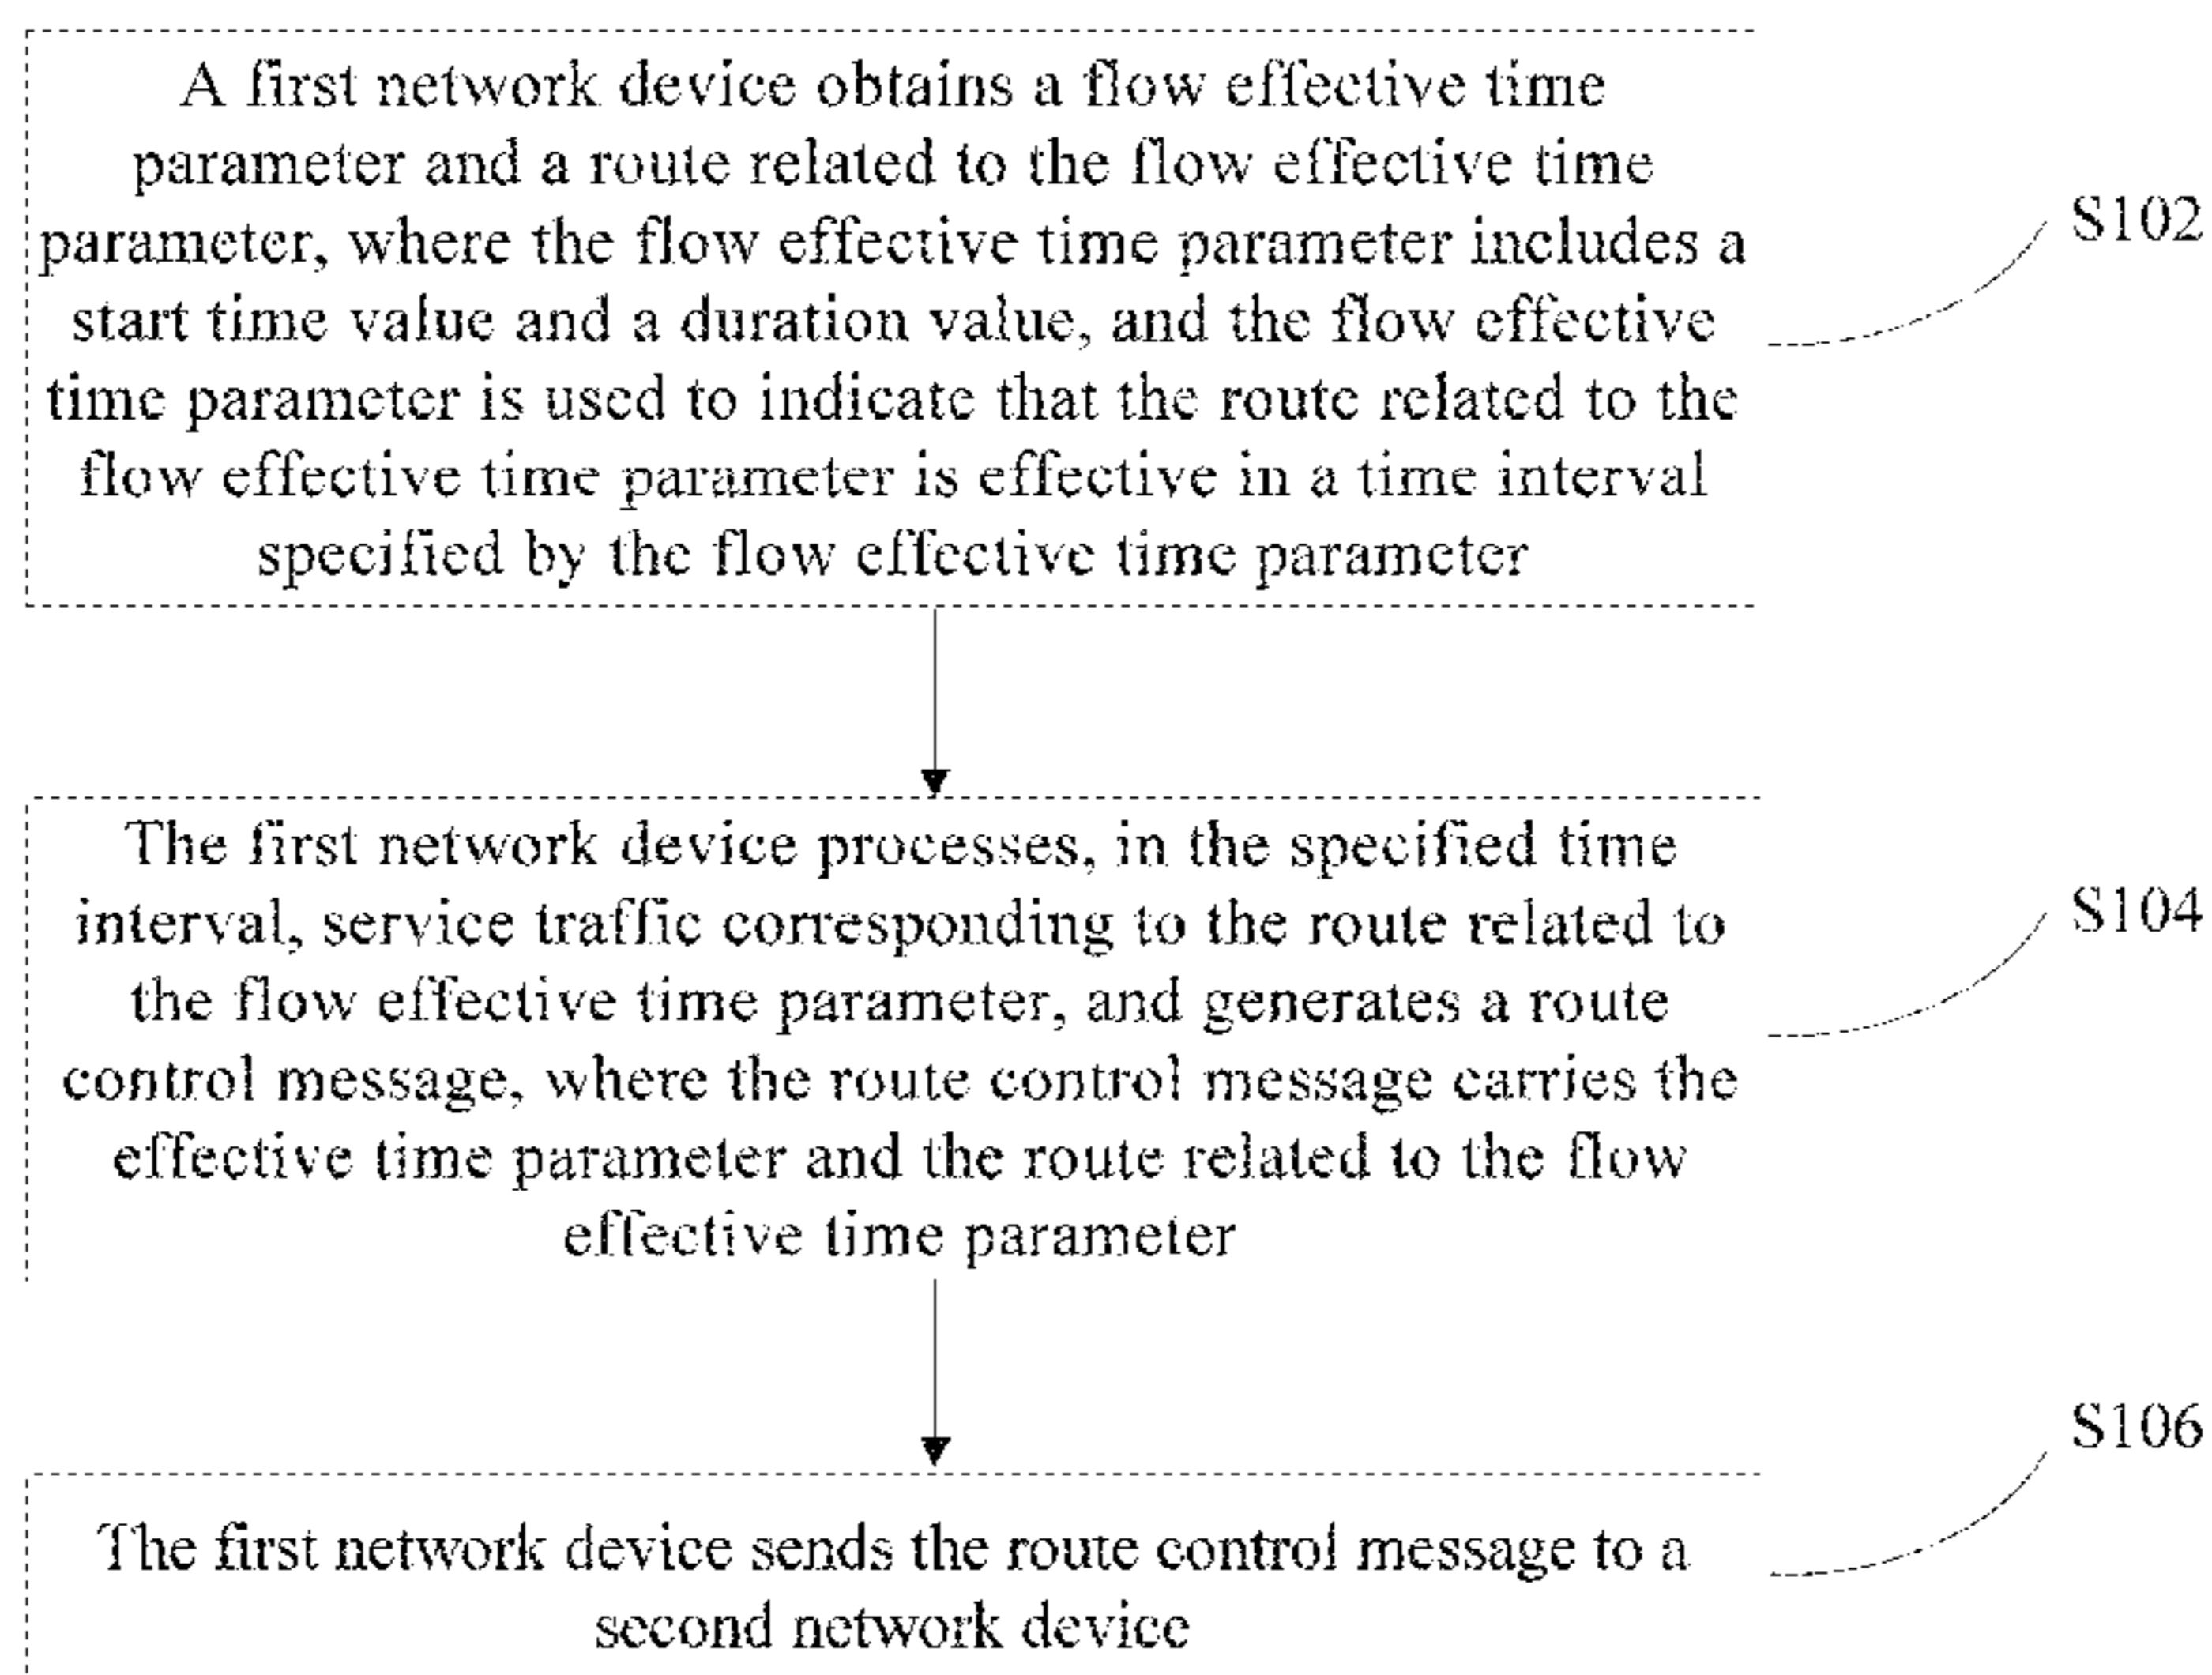 A first network device obtains a flow effective time
parameter and a route related to the flow effective time
parameter, where the flow effective time parameter includes a
start time value and a duration value, and the flow effective
time parameter is used to indicate that the route related to the
flow effective time parameter is effective in a time interval
specified by the flow effective time parameter
S102
The first network device processes, in the specified time
interval, service traffic corresponding to the route related to
the flow effective time parameter, and generates a route
control message, where the route control message carries the
effective time parameter and the route related to the flow
effective time parameter
S104
The first network device sends the route control message to a
second network device
S106